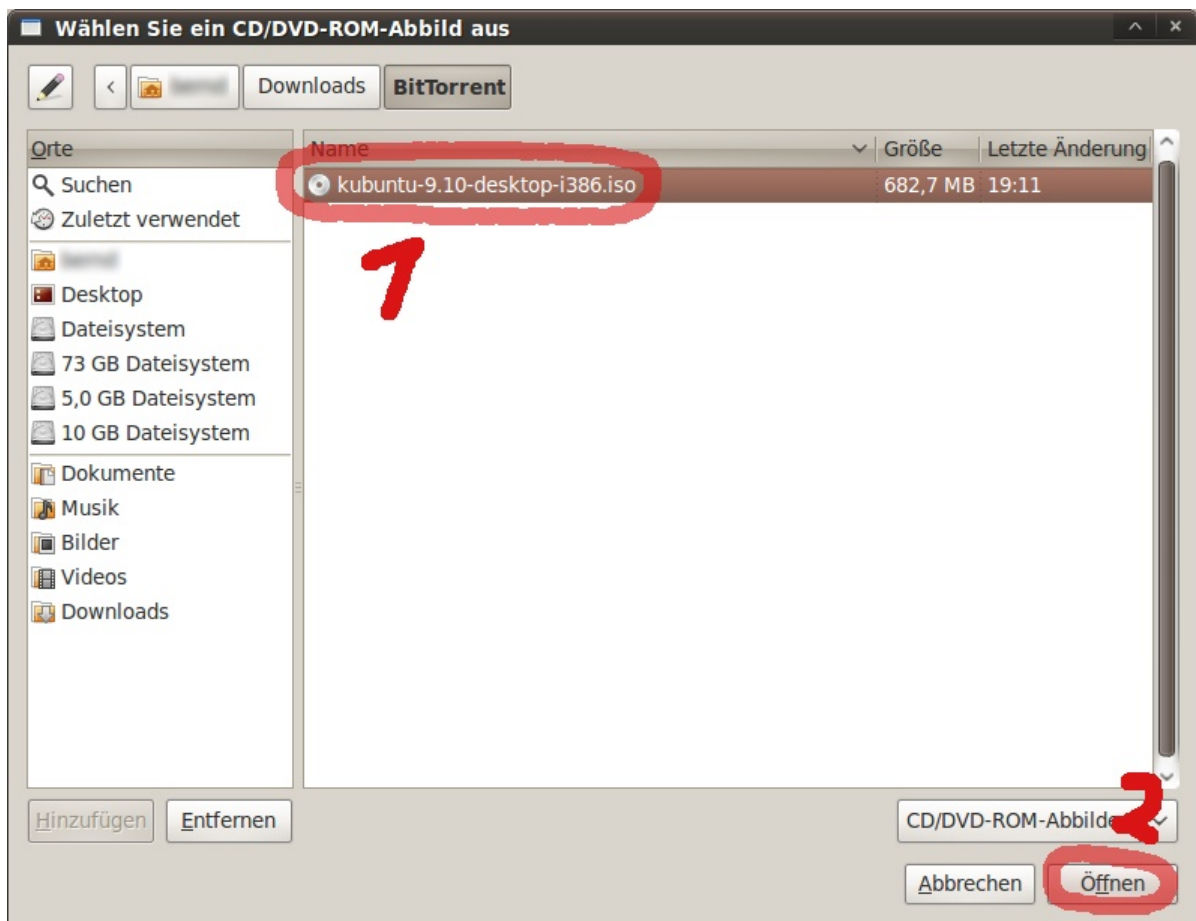 Wählen Sie ein CD/DVD-ROM-Abbild aus
Downloads
BitTorrent
Orte
Name
Größe
Letzte Änderung
Suchen
kubuntu-9.10-desktop-i386.iso
682,7 MB
19:11
Zuletzt verwendet
1
Desktop
Dateisystem
73 GB Dateisystem
5,0 GB Dateisystem
10 GB Dateisystem
Dokumente
Musik
Bilder
Videos
Downloads
2
Hinzufügen
Entfernen
CD/DVD-ROM-Abbilde
Abbrechen
Öffnen